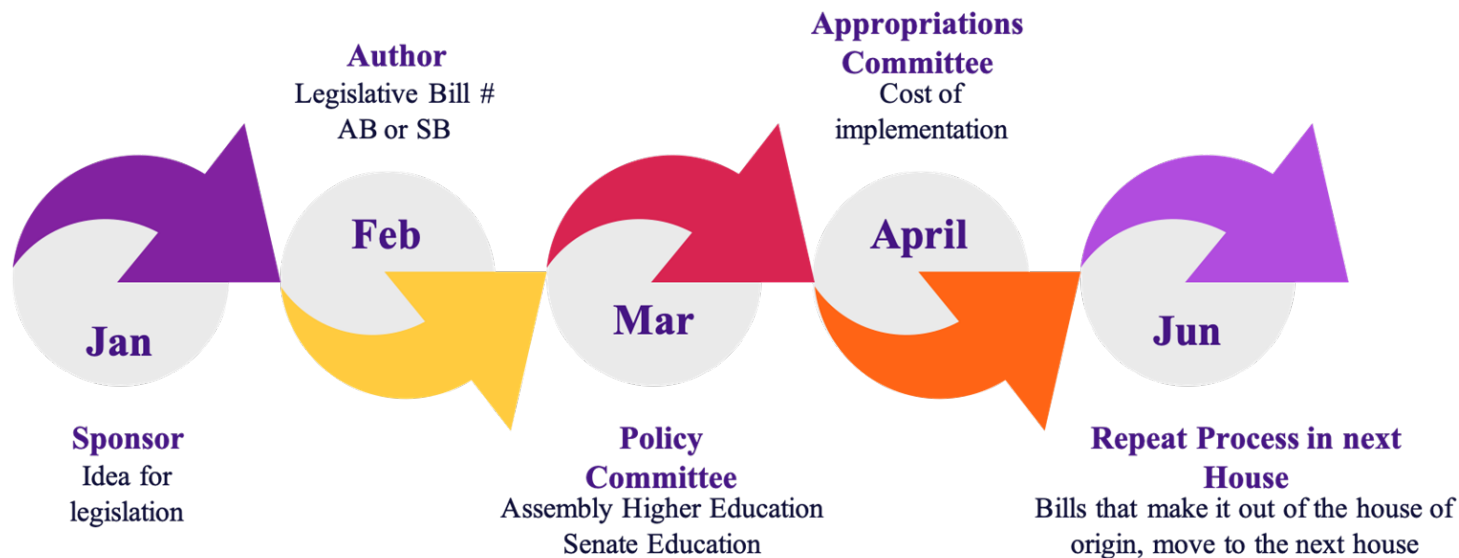 Jan
Sponsor
Idea for
legislation
Author
Legislative Bill #
AB or SB
Feb
Mar
Policy
Committee
Assembly Higher Education
Senate Education
Appropriations
Committee
Cost of
implementation
April
Jun
Repeat Process in next
House
Bills that make it out of the house of
origin, move to the next house